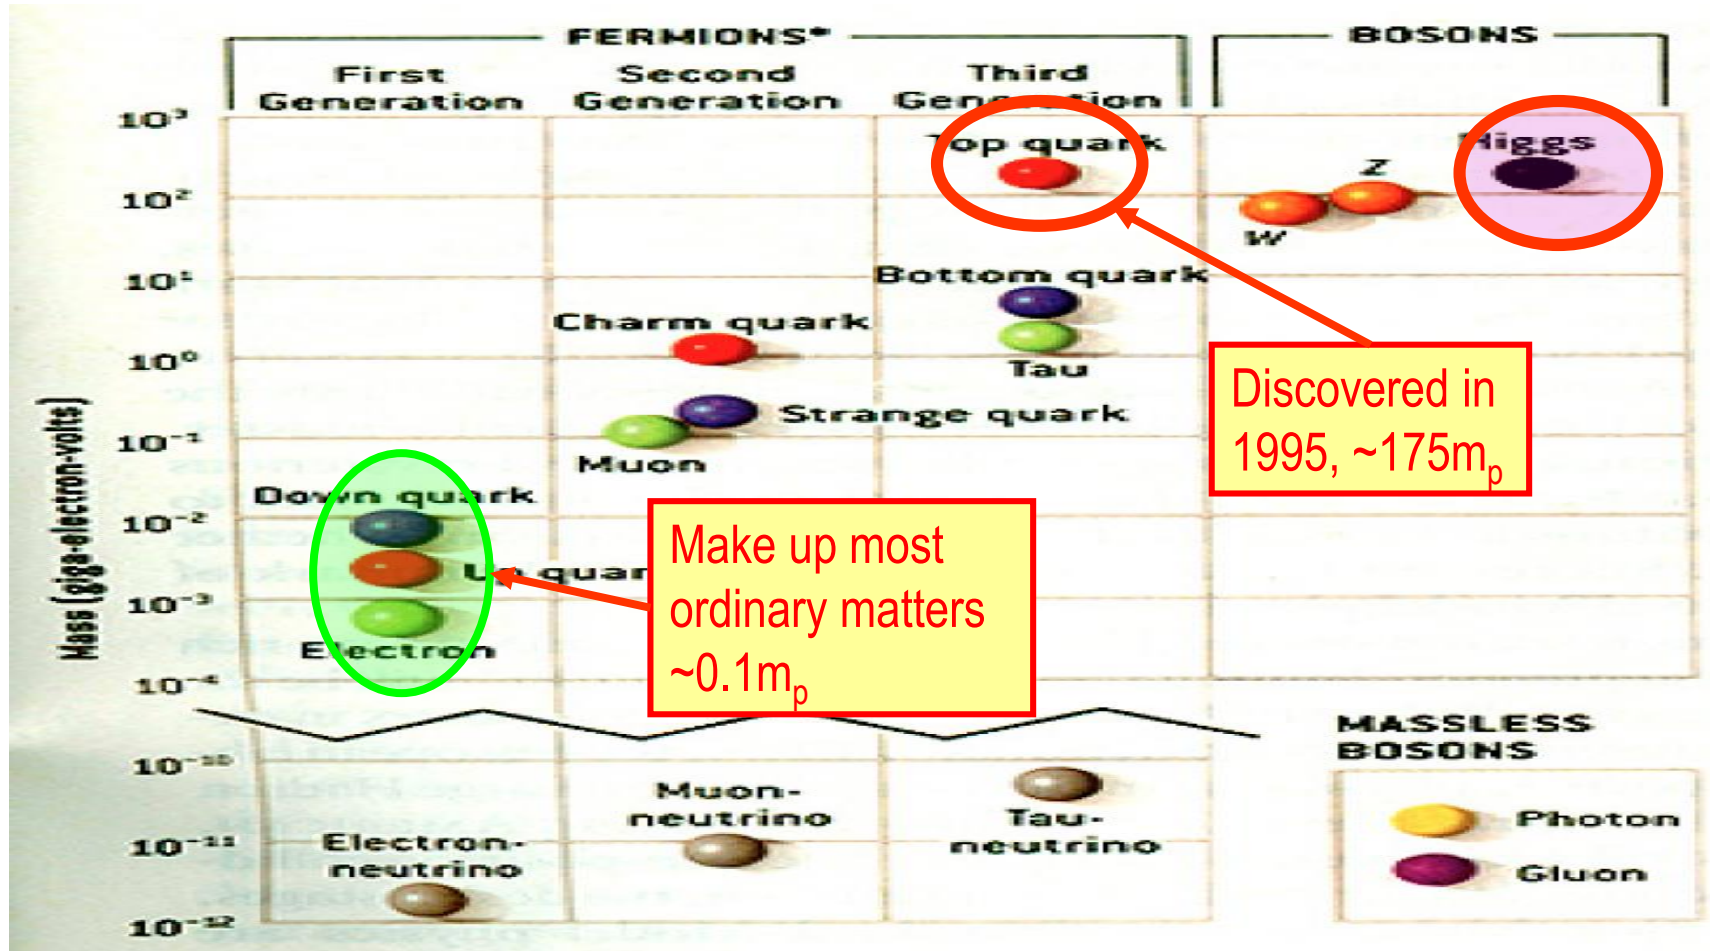 FERMIONS*
BOSONS
First
Generation
Second
Generation
Third
Generation
10³
10²
10¹
10⁰
10⁻¹
10⁻²
10⁻³
10⁻⁴
10⁻¹⁰
10⁻¹¹
10⁻¹²
Mass (giga-electron-volts)
Top quark
Higgs
Z
W
Bottom quark
Charm quark
Tau
Strange quark
Muon
Down quark
Up quar
Electron
Discovered in
1995, ~175mₚ
Make up most
ordinary matters
~0.1mₚ
MASSLESS
BOSONS
Photon
Gluon
Muon-
neutrino
Tau-
neutrino
Electron-
neutrino